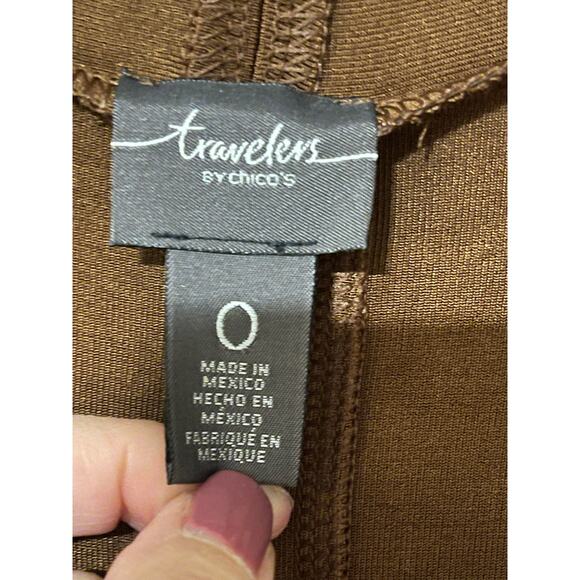 travelers
BY chico's
0
MADE IN
MEXICO
HECHO EN
MÉXICO
FABRIQUÉ EN
MEXIQUE